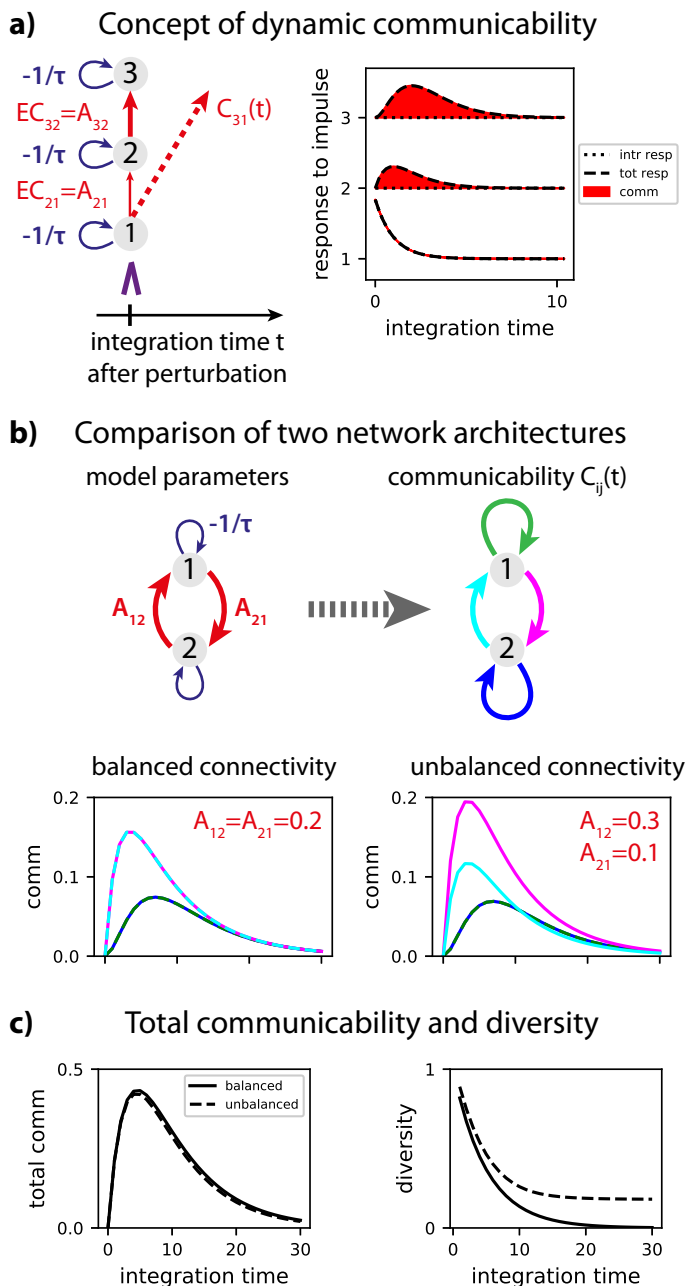 a) Concept of dynamic communicability
-1/τ
3
EC32=A32
C31(t)
-1/τ
2
EC21=A21
-1/τ
1
integration time t
after perturbation
response to impulse
3
2
1
0
10
integration time
intr resp
tot resp
comm
b) Comparison of two network architectures
model parameters
communicability Cij(t)
-1/τ
1
A12
A21
2
1
2
balanced connectivity
A12=A21=0.2
comm
0.2
0.1
0.0
unbalanced connectivity
A12=0.3
A21=0.1
comm
0.2
0.1
0.0
c) Total communicability and diversity
total comm
0.5
0.0
balanced
unbalanced
0
10
20
30
integration time
diversity
1
0
0
10
20
30
integration time